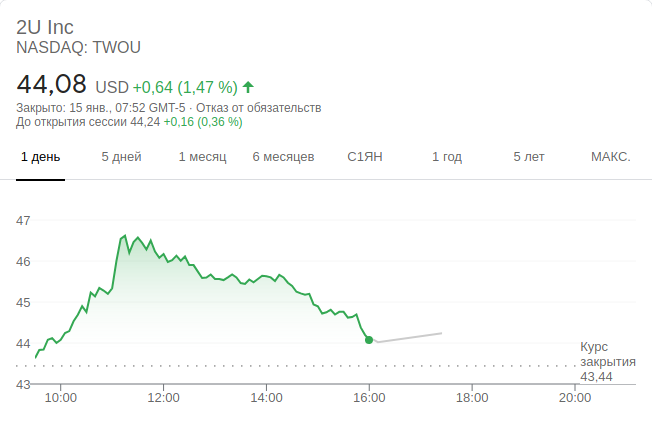 2U Inc
NASDAQ: TWOU
44,08 USD +0,64 (1,47 %)
Закрыто: 15 янв., 07:52 GMT-5 · Отказ от обязательств
До открытия сессии 44,24 +0,16 (0,36 %)
1 день 5 дней 1 месяц 6 месяцев С1ЯН 1 год 5 лет МАКС.
47
46
45
44
Курс
закрытия
43,44
43
10:00 12:00 14:00 16:00 18:00 20:00